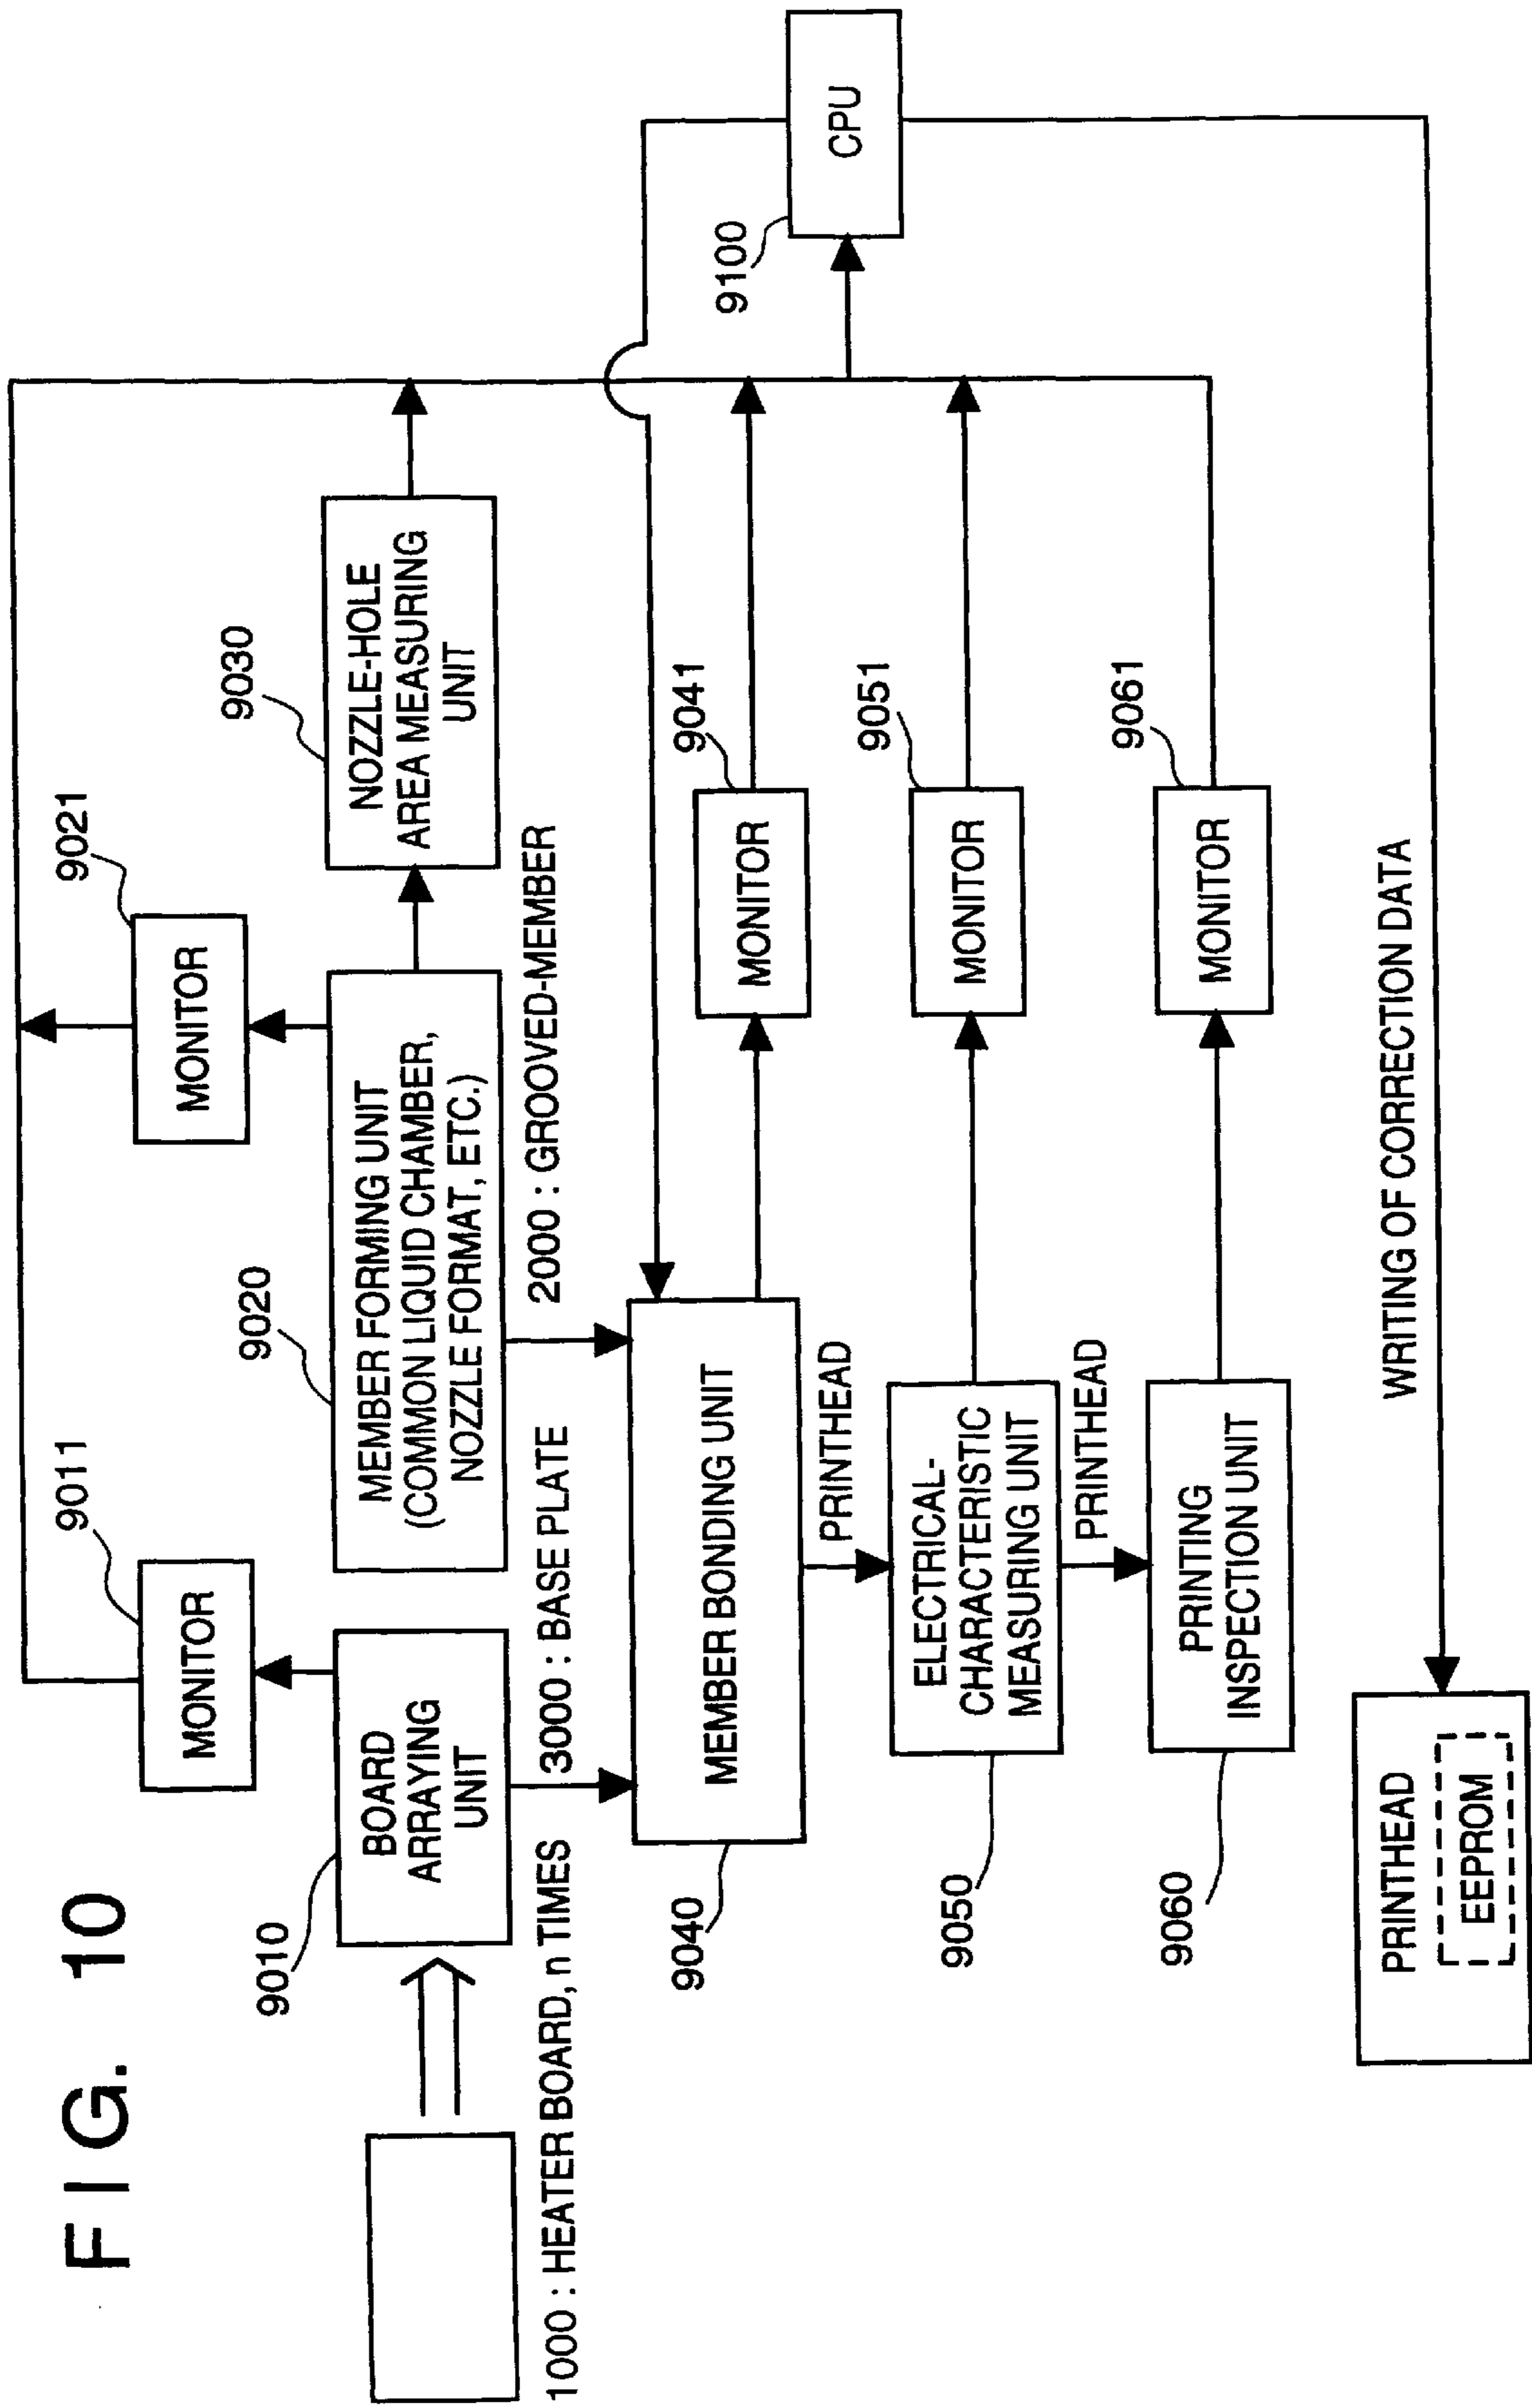 FIG. 10
9011
MONITOR
9021
MONITOR
9010
BOARD
ARRAYING
UNIT
9020
MEMBER FORMING UNIT
(COMMON LIQUID CHAMBER,
NOZZLE FORMAT, ETC.)
9030
NOZZLE-HOLE
AREA MEASURING
UNIT
1000 : HEATER BOARD, n TIMES
3000 : BASE PLATE
2000 : GROOVED-MEMBER
9040
MEMBER BONDING UNIT
9041
MONITOR
9100
CPU
PRINTHEAD
9050
ELECTRICAL-
CHARACTERISTIC
MEASURING UNIT
9051
MONITOR
PRINTHEAD
9060
PRINTING
INSPECTION UNIT
9061
MONITOR
WRITING OF CORRECTION DATA
PRINTHEAD
EEPROM